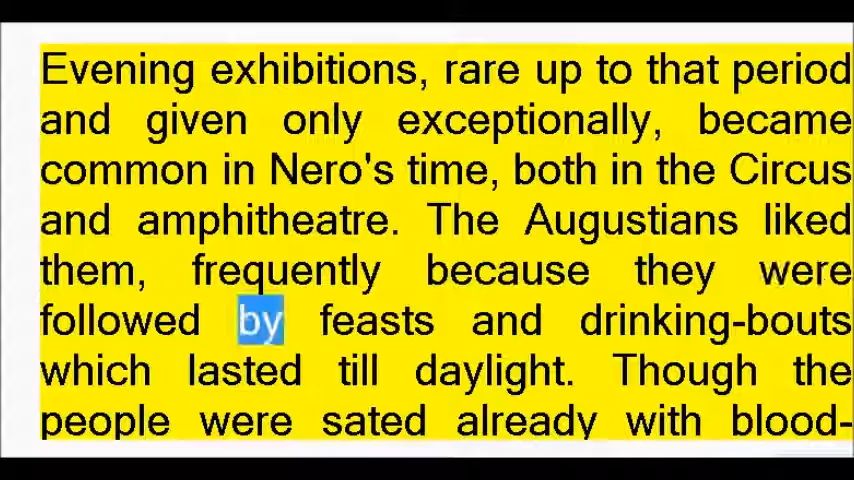 Evening exhibitions, rare up to that period
and given only exceptionally, became
common in Nero's time, both in the Circus
and amphitheatre. The Augustians liked
them, frequently because they were
followed by feasts and drinking-bouts
which lasted till daylight. Though the
people were sated already with blood-